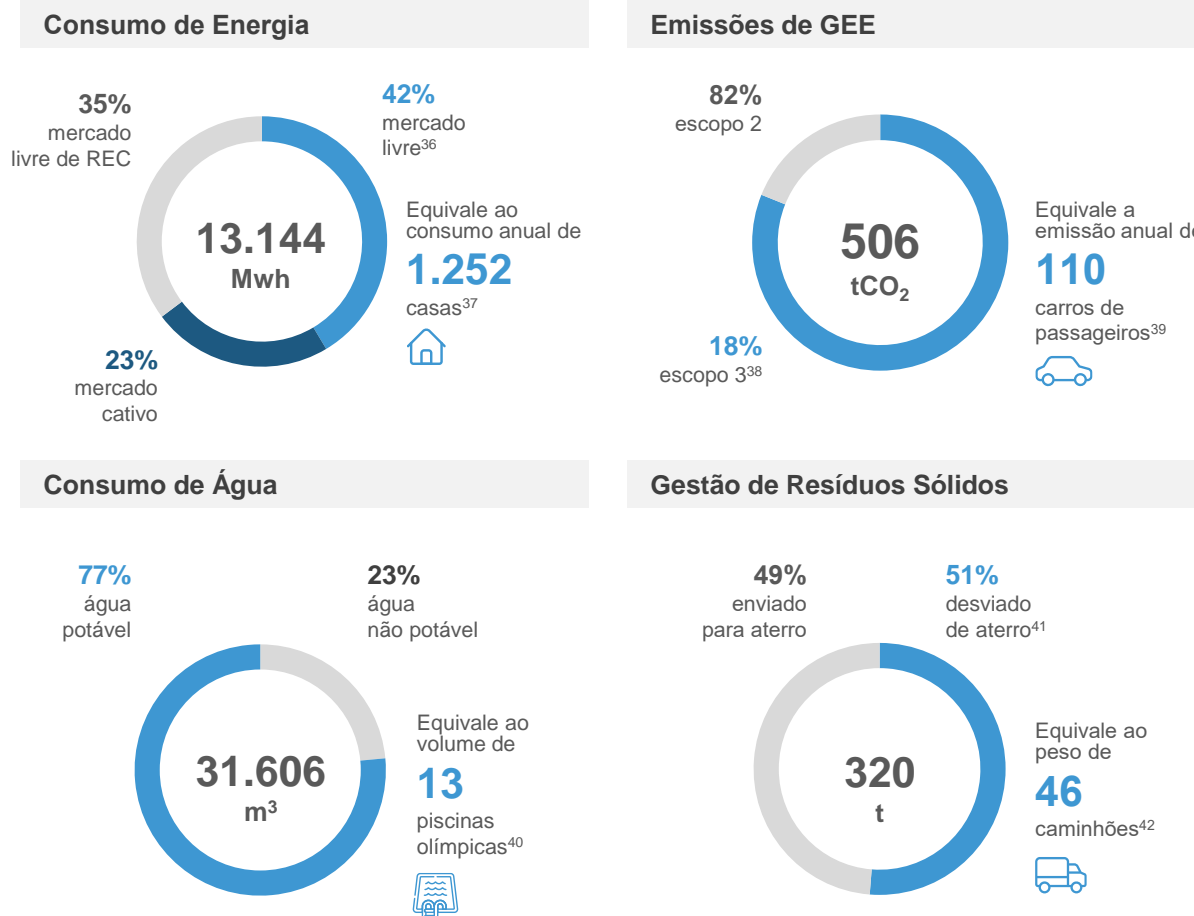 Consumo de Energia
35%
mercado
livre de REC
42%
mercado
livre36
13.144
Mwh
Equivale ao
consumo anual de
1.252
casas37
23%
mercado
cativo
Emissões de GEE
82%
escopo 2
506
tCO2
Equivale a
emissão anual de
110
carros de
passageiros39
18%
escopo 338
Consumo de Água
77%
água
potável
23%
água
não potável
31.606
m3
Equivale ao
volume de
13
piscinas
olímpicas40
Gestão de Resíduos Sólidos
49%
enviado
para aterro
51%
desviado
de aterro41
320
t
Equivale ao
peso de
46
caminhões42